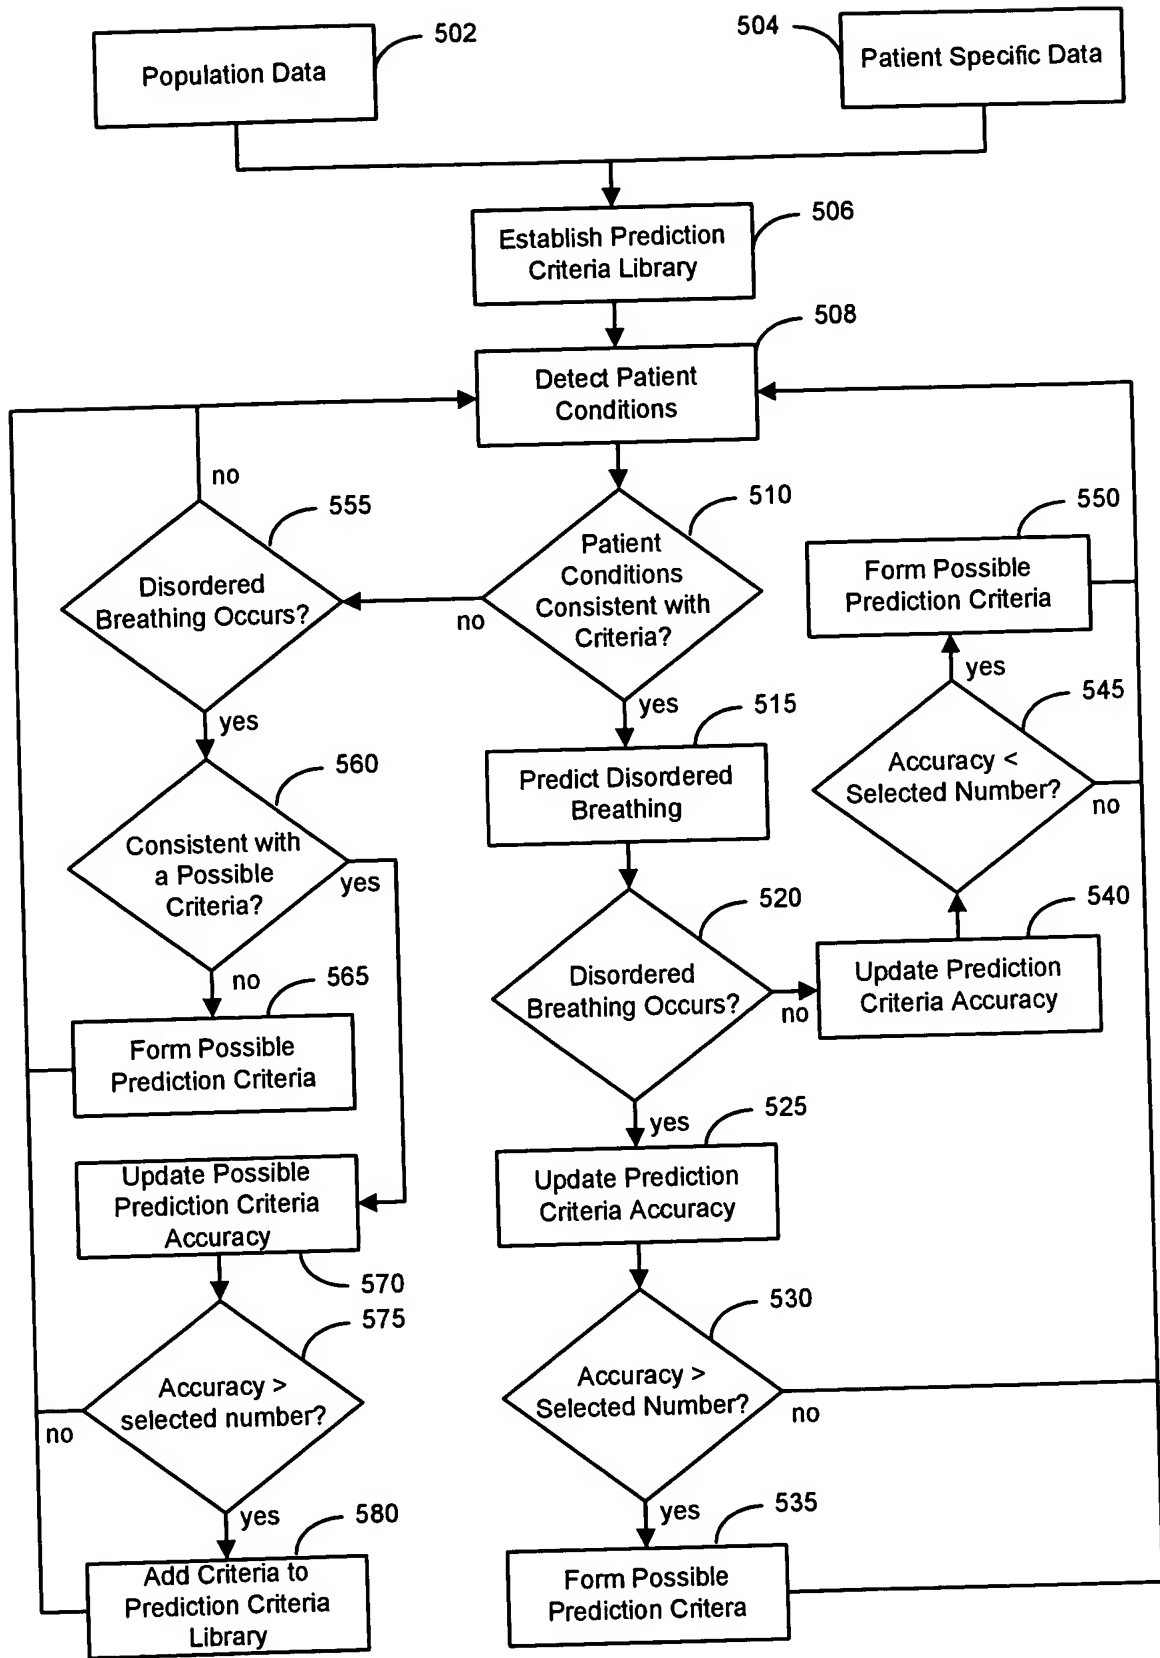 502
504
Population Data
Patient Specific Data
506
Establish Prediction
Criteria Library
508
Detect Patient
Conditions
no
555
510
550
Disordered
Breathing Occurs?
no
Patient
Conditions
Consistent with
Criteria?
Form Possible
Prediction Criteria
yes
yes
515
yes
545
560
Predict Disordered
Breathing
Accuracy <
Selected Number?
no
Consistent with
a Possible
Criteria?
yes
520
540
no
565
Disordered
Breathing Occurs?
no
Update Prediction
Criteria Accuracy
Form Possible
Prediction Criteria
yes
525
Update Possible
Prediction Criteria
Accuracy
Update Prediction
Criteria Accuracy
570
575
530
Accuracy >
selected number?
no
Accuracy >
Selected Number?
no
yes
580
yes
535
Add Criteria to
Prediction Criteria
Library
Form Possible
Prediction Critera